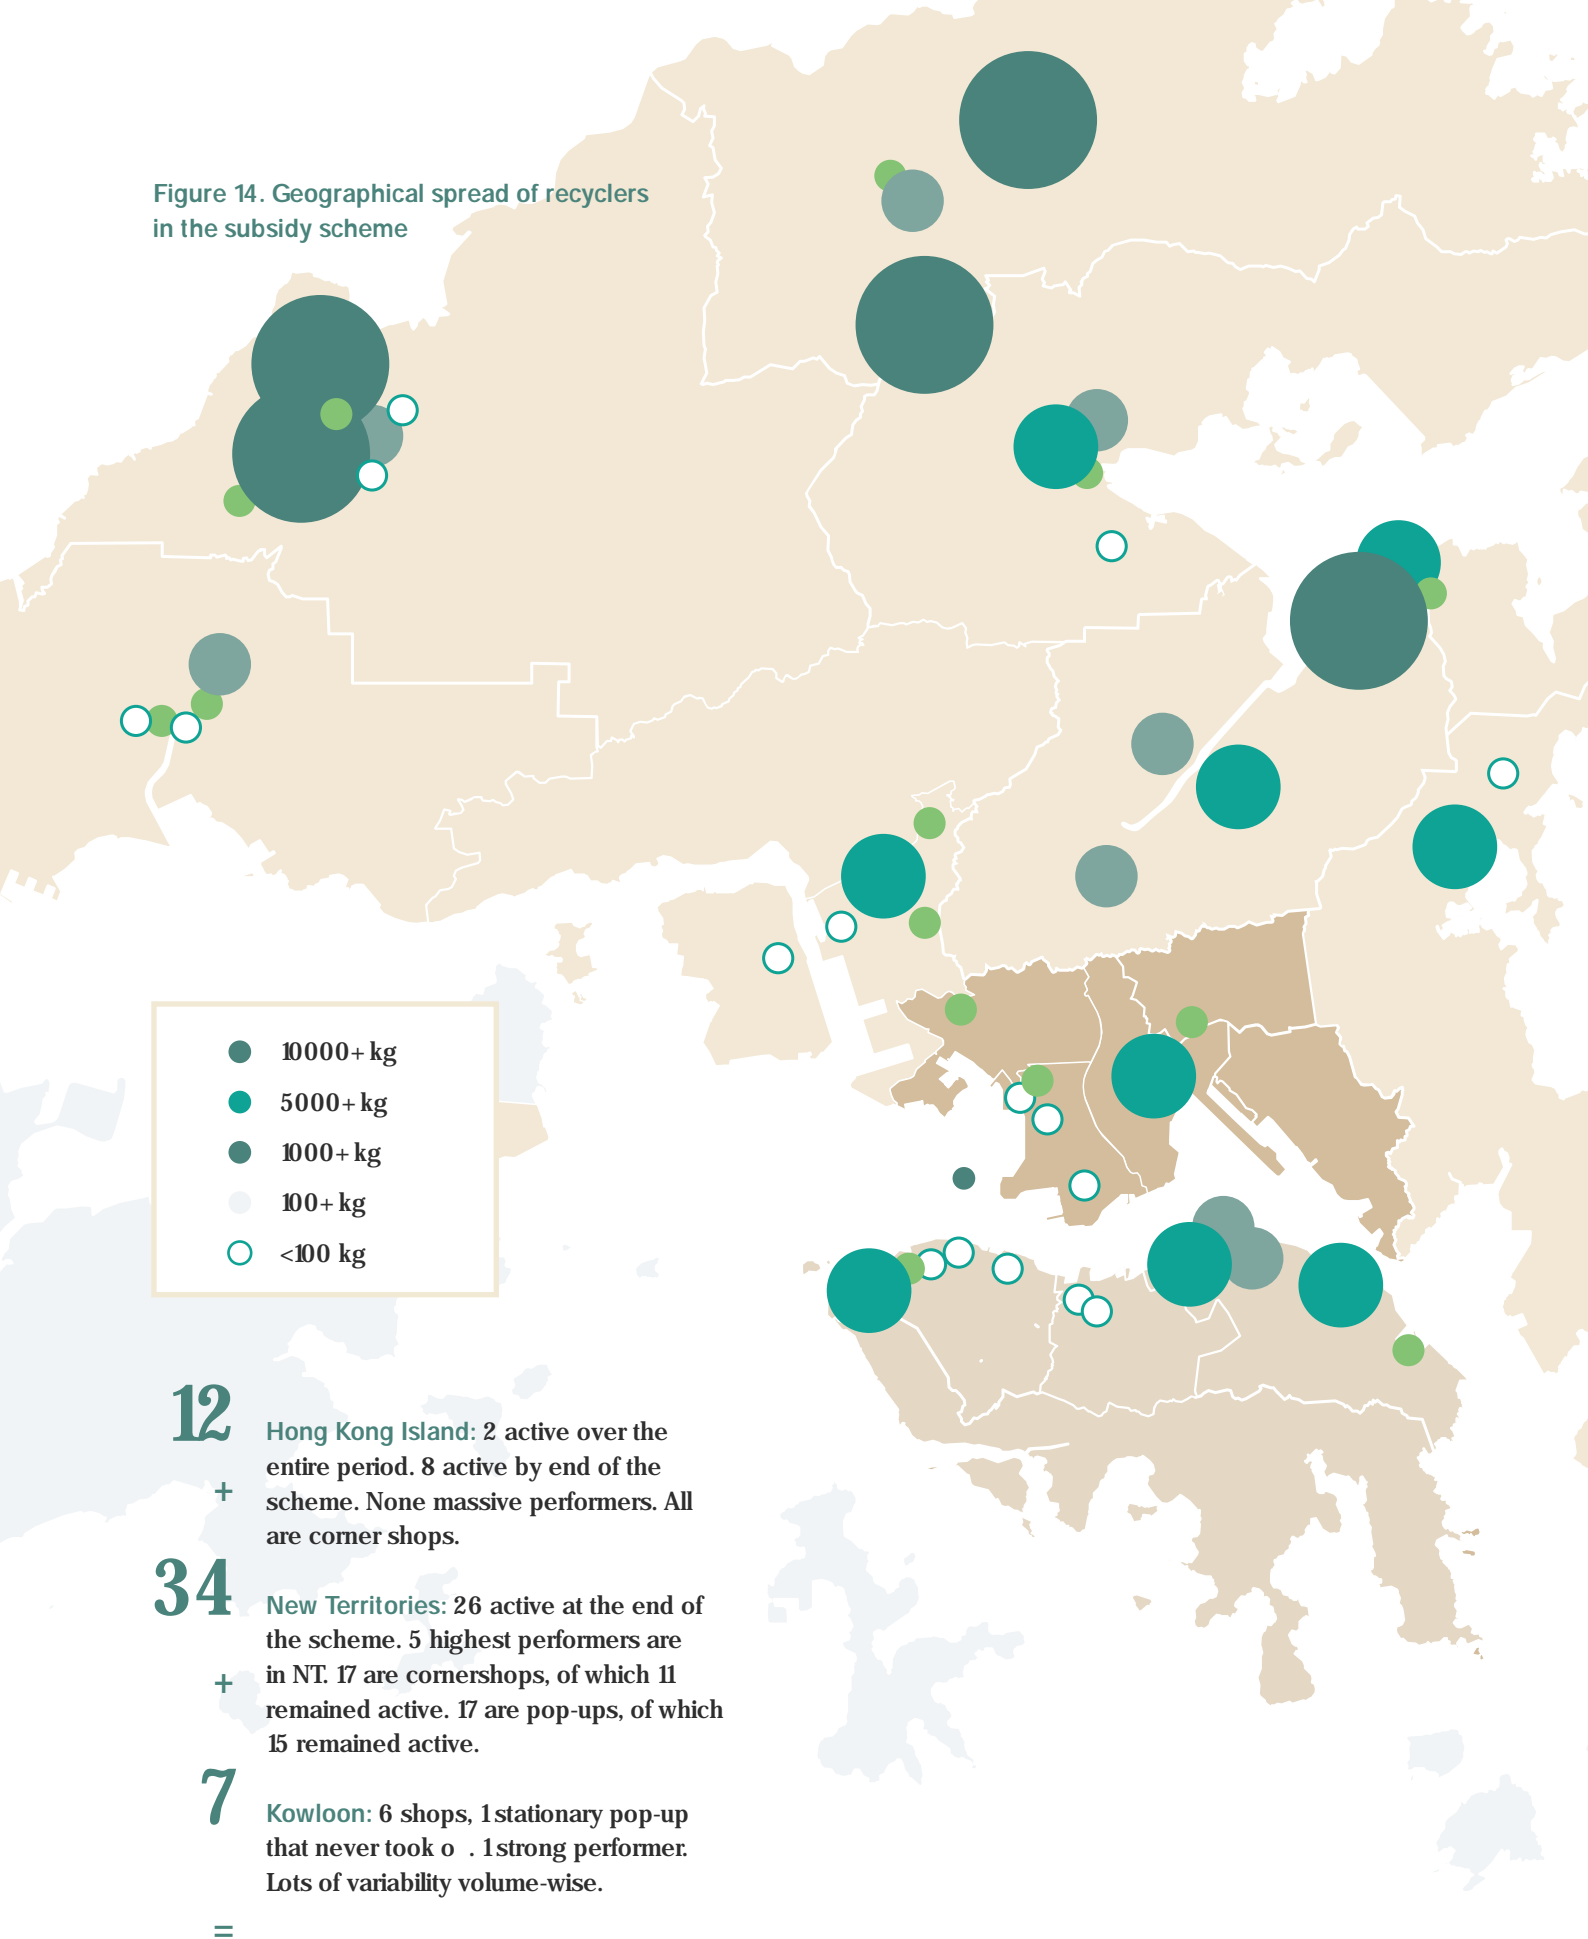 Figure 14. Geographical spread of recyclers
in the subsidy scheme
10000+ kg
5000+ kg
1000+ kg
100+ kg
<100 kg
12
Hong Kong Island: 2 active over the
entire period. 8 active by end of the
scheme. None massive performers. All
are corner shops.
+
34
New Territories: 26 active at the end of
the scheme. 5 highest performers are
in NT. 17 are cornershops, of which 11
remained active. 17 are pop-ups, of which
15 remained active.
+
7
Kowloon: 6 shops, 1 stationary pop-up
that never took o . 1 strong performer.
Lots of variability volume-wise.
=